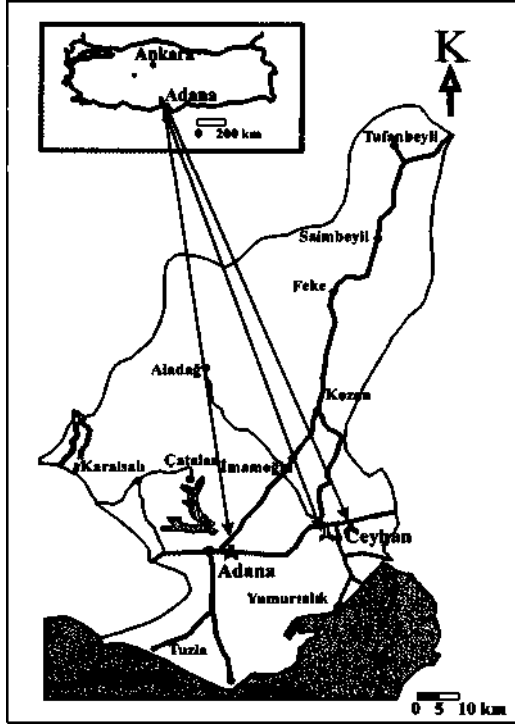 Ankara
Adana
0 200 km
K
Tufanbeyli
Saimbeyli
Feke
Aladağ
Kozan
Karaisalı
Çatalan
İmamoğlu
Ceyhan
Adana
Yumurtalık
Tuzla
0 5 10 km